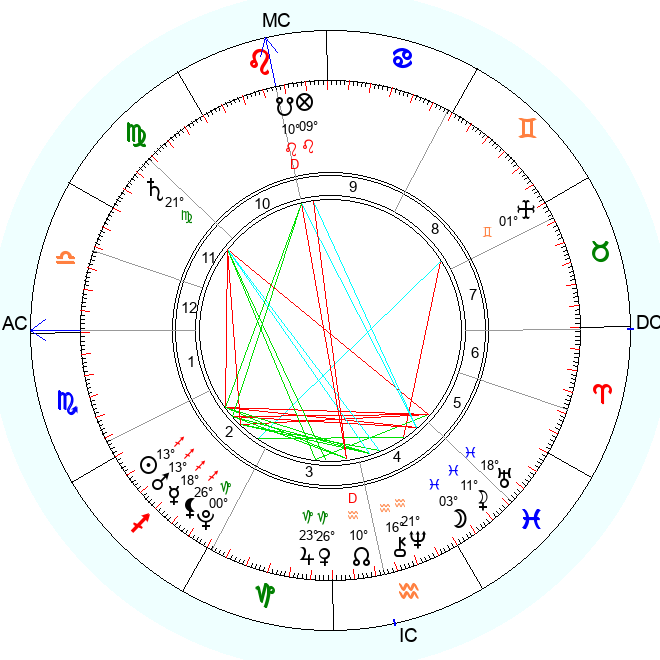 MC
♌ ♋
♍ ♊
☋ ⊗
10° 09°
♌ ♌
D
♄ 21° ♍
01° ♊
♎ ♉
9
10 8
11 7
12 6
1 5
2 4
3
AC DC
♏ ♈
☉ 13° ♐
♂ 13° ♐
☿ 18° ♐
⚸ 26° ♐
♇ 00° ♑
♃ 23° ♑
♀ 26° ♑
D
☊ 10° ♒
⚷ 16° ♒
♆ 21° ♒
☽ 03° ♓
11° ♓
♅ 18° ♓
♐ ♓
♑ ♒
IC